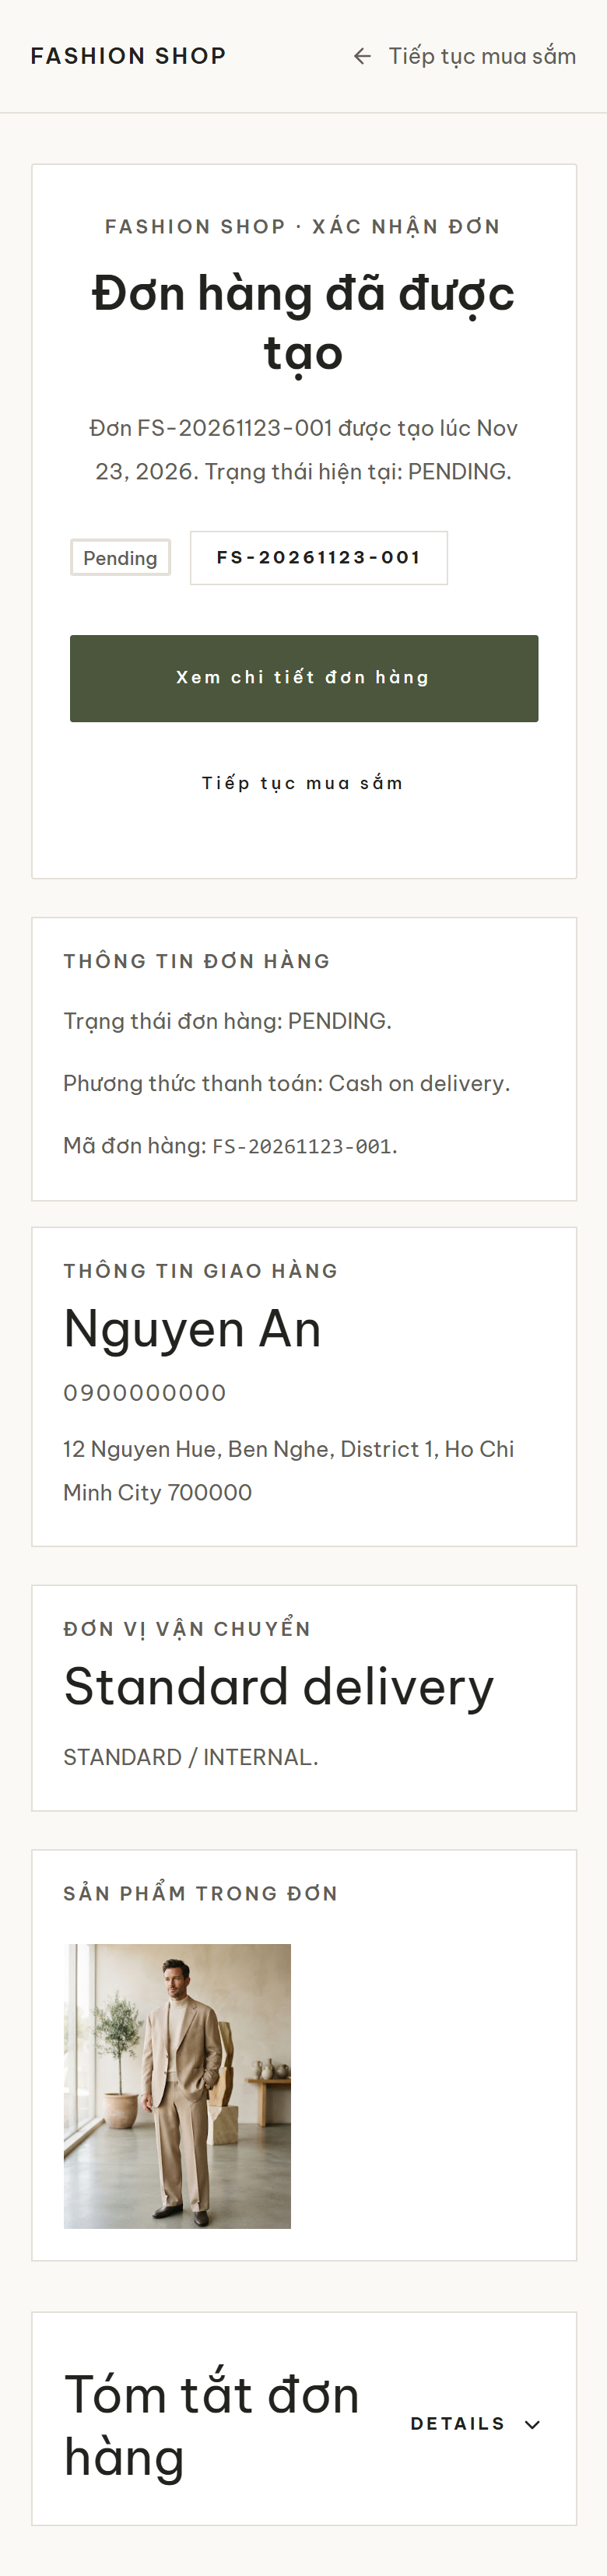 FASHION SHOP
← Tiếp tục mua sắm
FASHION SHOP · XÁC NHẬN ĐƠN
Đơn hàng đã được
tạo
Đơn FS-20261123-001 được tạo lúc Nov
23, 2026. Trạng thái hiện tại: PENDING.
Pending
FS-20261123-001
Xem chi tiết đơn hàng
Tiếp tục mua sắm
THÔNG TIN ĐƠN HÀNG
Trạng thái đơn hàng: PENDING.
Phương thức thanh toán: Cash on delivery.
Mã đơn hàng: FS-20261123-001.
THÔNG TIN GIAO HÀNG
Nguyen An
0900000000
12 Nguyen Hue, Ben Nghe, District 1, Ho Chi
Minh City 700000
ĐƠN VỊ VẬN CHUYỂN
Standard delivery
STANDARD / INTERNAL.
SẢN PHẨM TRONG ĐƠN
Tóm tắt đơn
hàng
DETAILS